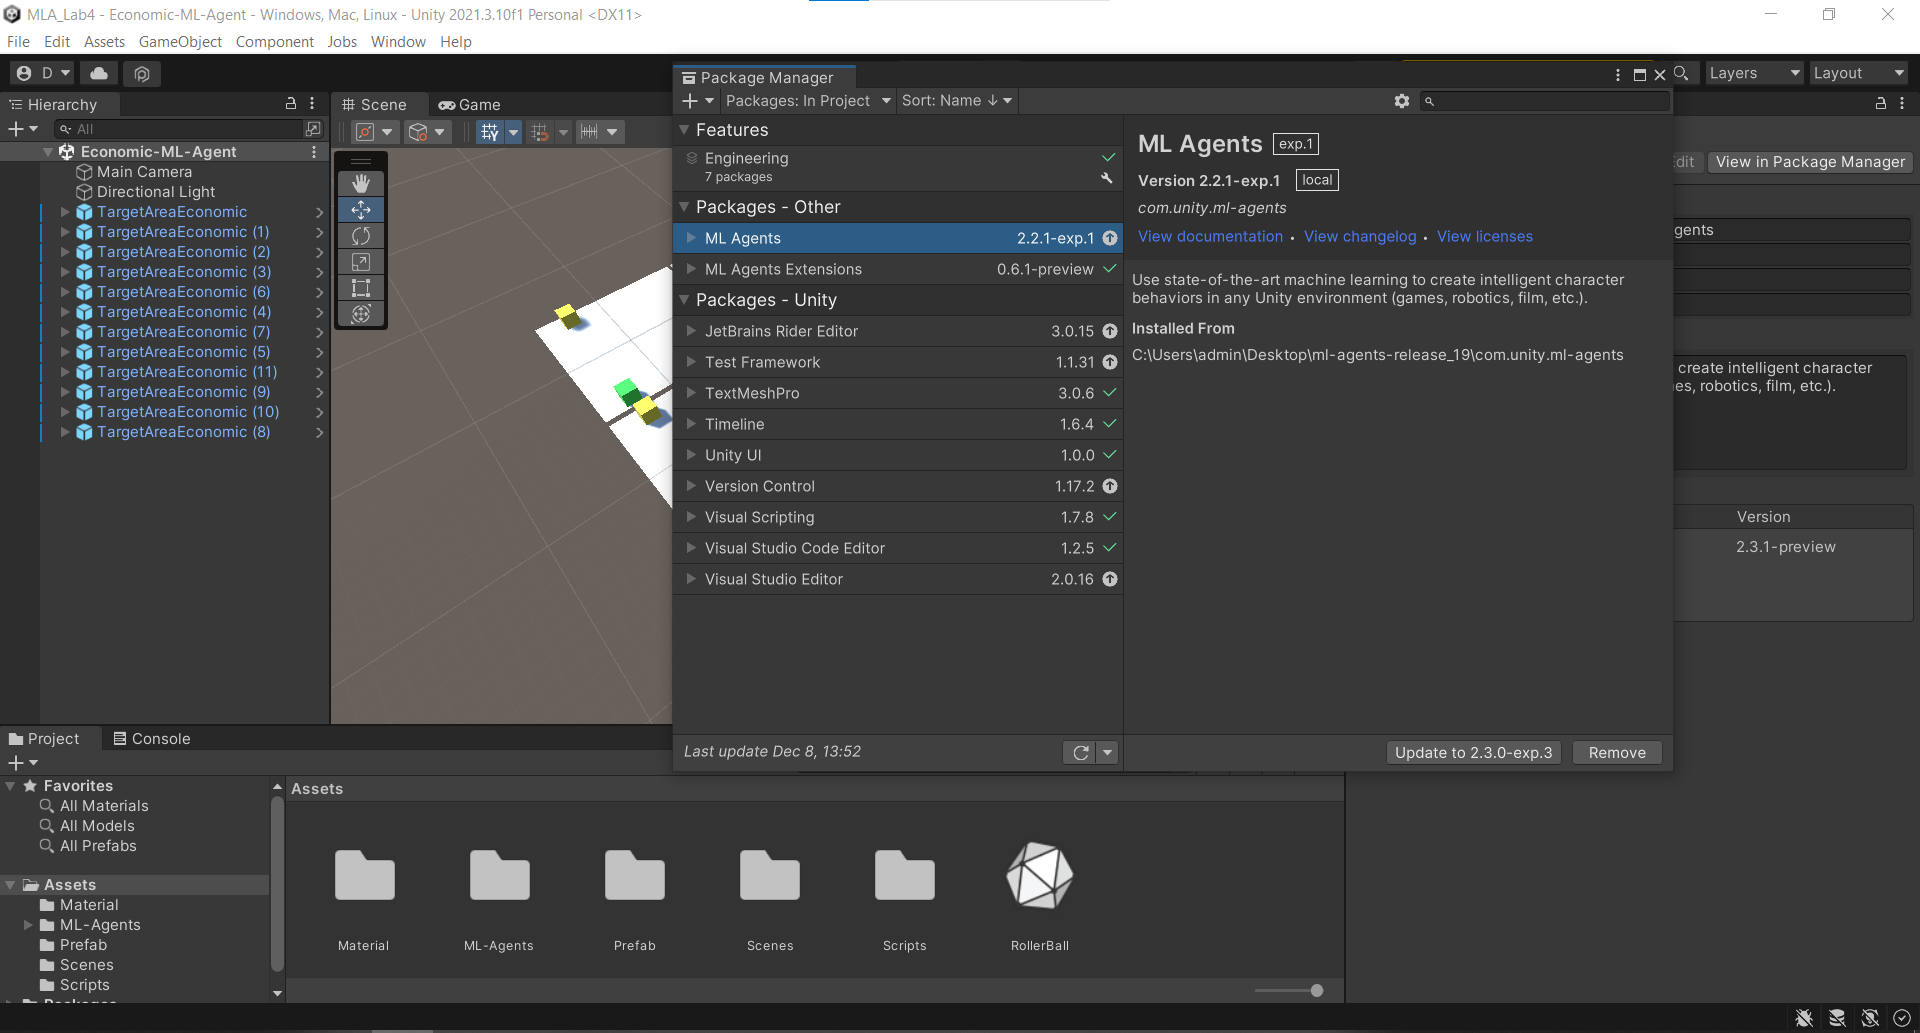 MLA_Lab4 - Economic-ML-Agent - Windows, Mac, Linux - Unity 2021.3.10f1 Personal <DX11>
File Edit Assets GameObject Component Jobs Window Help
D
Layers
Layout
Hierarchy
All
Economic-ML-Agent
Main Camera
Directional Light
TargetAreaEconomic
TargetAreaEconomic (1)
TargetAreaEconomic (2)
TargetAreaEconomic (3)
TargetAreaEconomic (6)
TargetAreaEconomic (4)
TargetAreaEconomic (7)
TargetAreaEconomic (5)
TargetAreaEconomic (11)
TargetAreaEconomic (9)
TargetAreaEconomic (10)
TargetAreaEconomic (8)
Scene
Game
Package Manager
Packages: In Project
Sort: Name ↓
Features
Engineering
7 packages
Packages - Other
ML Agents 2.2.1-exp.1
ML Agents Extensions 0.6.1-preview
Packages - Unity
JetBrains Rider Editor 3.0.15
Test Framework 1.1.31
TextMeshPro 3.0.6
Timeline 1.6.4
Unity UI 1.0.0
Version Control 1.17.2
Visual Scripting 1.7.8
Visual Studio Code Editor 1.2.5
Visual Studio Editor 2.0.16
Last update Dec 8, 13:52
ML Agents exp.1
Version 2.2.1-exp.1 local
com.unity.ml-agents
View documentation • View changelog • View licenses
Use state-of-the-art machine learning to create intelligent character
behaviors in any Unity environment (games, robotics, film, etc.).
Installed From
C:\Users\admin\Desktop\ml-agents-release_19\com.unity.ml-agents
Update to 2.3.0-exp.3
Remove
dit
View in Package Manager
gents
create intelligent character
es, robotics, film, etc.).
Version
2.3.1-preview
Project
Console
Favorites
All Materials
All Models
All Prefabs
Assets
Material
ML-Agents
Prefab
Scenes
Scripts
Assets
Material
ML-Agents
Prefab
Scenes
Scripts
RollerBall